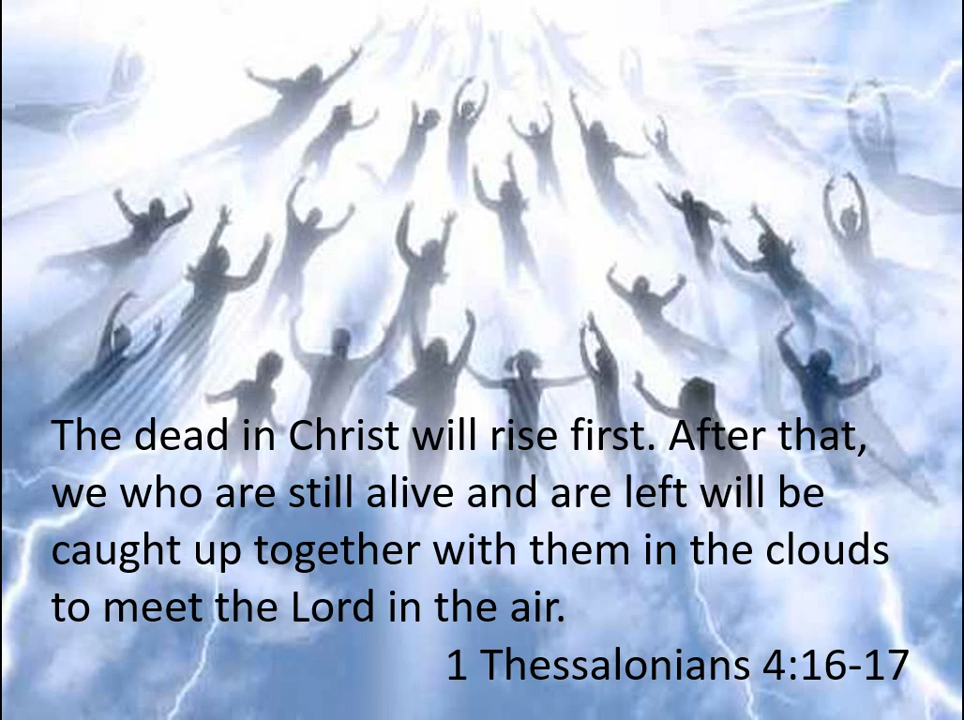 The dead in Christ will rise first. After that,
we who are still alive and are left will be
caught up together with them in the clouds
to meet the Lord in the air.
1 Thessalonians 4:16-17